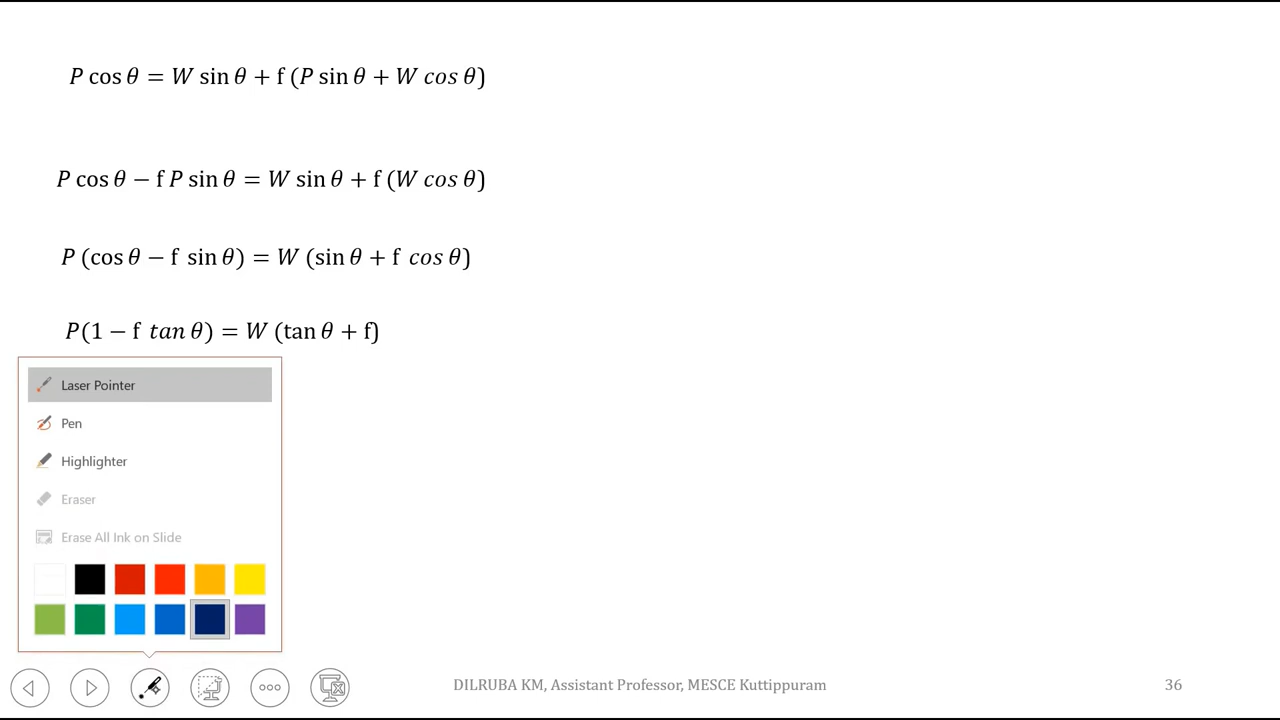 P cos θ = W sin θ + f (P sin θ + W cos θ)
P cos θ − f P sin θ = W sin θ + f (W cos θ)
P (cos θ − f sin θ) = W (sin θ + f cos θ)
P(1 − f tan θ) = W (tan θ + f)
Laser Pointer
Pen
Highlighter
Eraser
Erase All Ink on Slide
DILRUBA KM, Assistant Professor, MESCE Kuttippuram
36